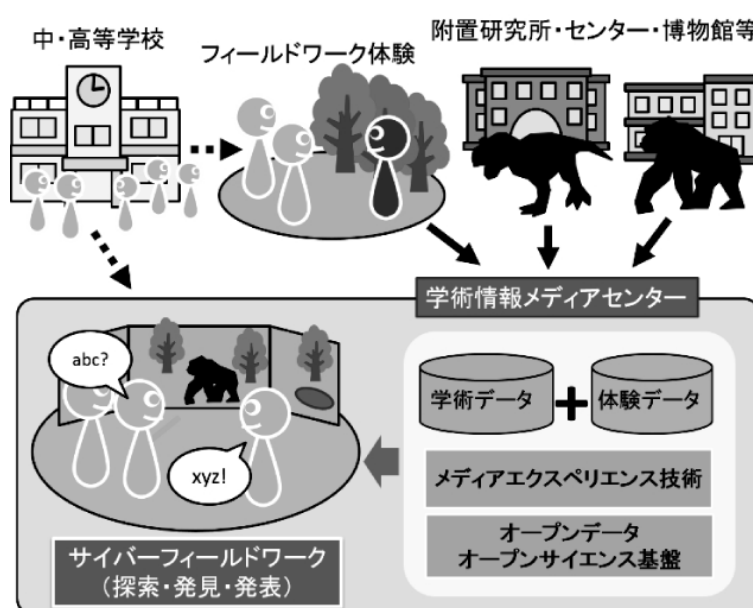 中・高等学校
フィールドワーク体験
附置研究所・センター・博物館等
学術情報メディアセンター
abc?
xyz!
学術データ
+
体験データ
メディアエクスペリエンス技術
オープンデータ
オープンサイエンス基盤
サイバーフィールドワーク
（探索・発見・発表）